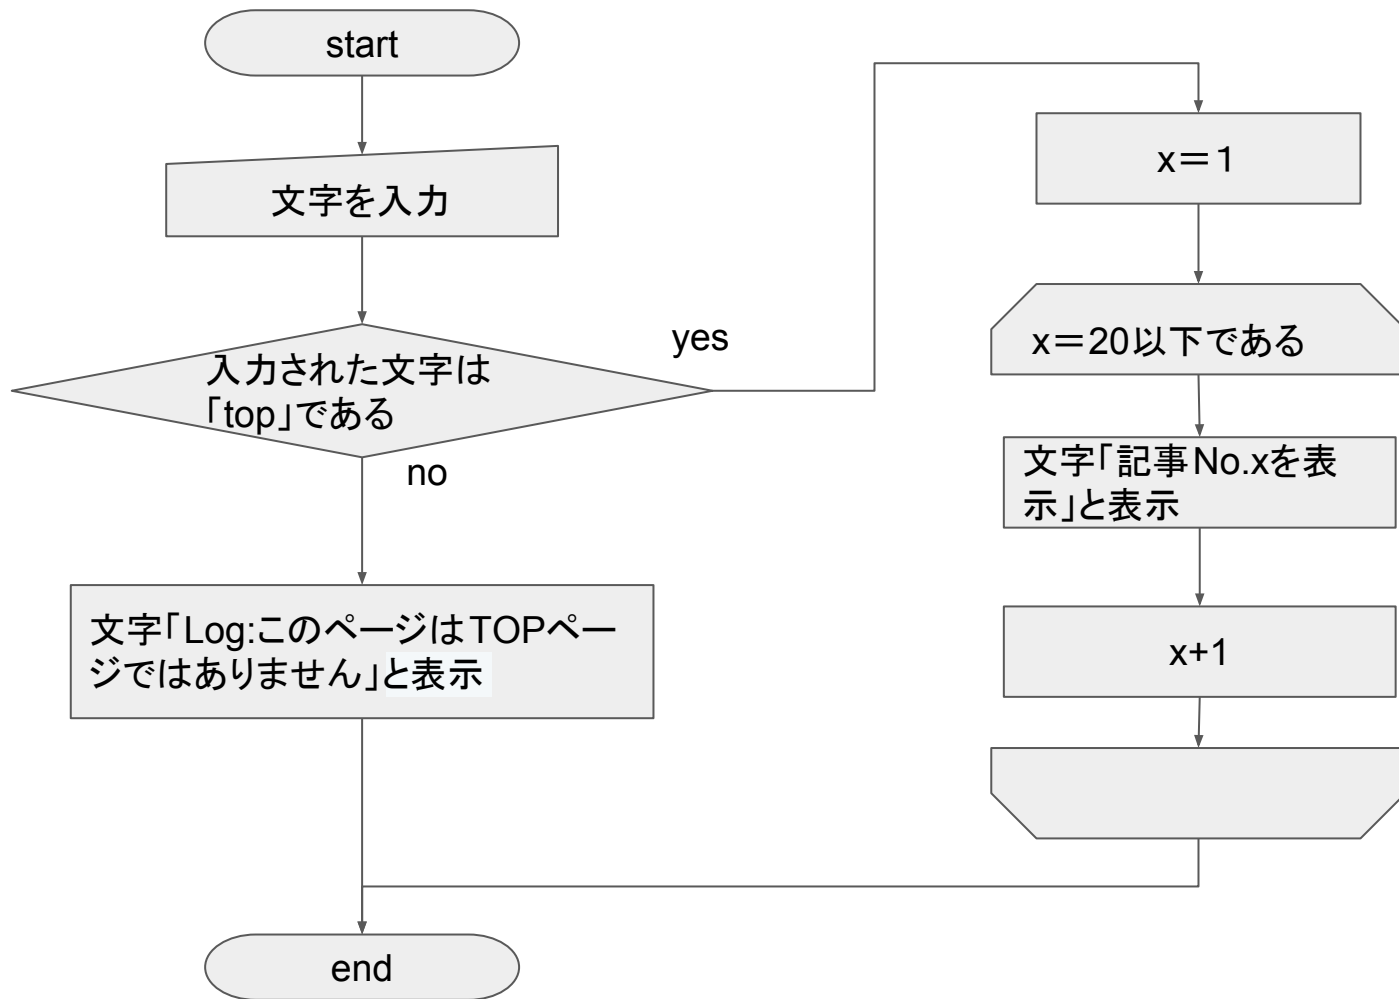 start
文字を入力
入力された文字は
「top」である
yes
no
文字「Log:このページはTOPペー
ジではありません」と表示
end
x＝１
x＝20以下である
文字「記事No.xを表
示」と表示
x+1